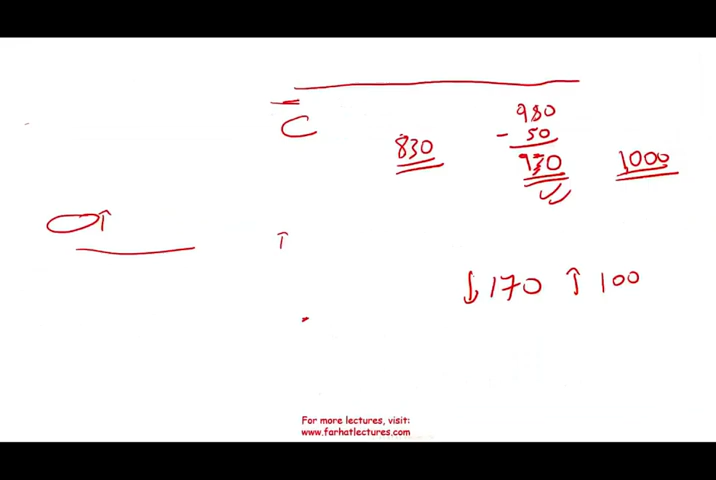 C
980
830 - 50
930 1000
↑
↑
↓ 170 ↑ 100
For more lectures, visit:
www.farhatlectures.com